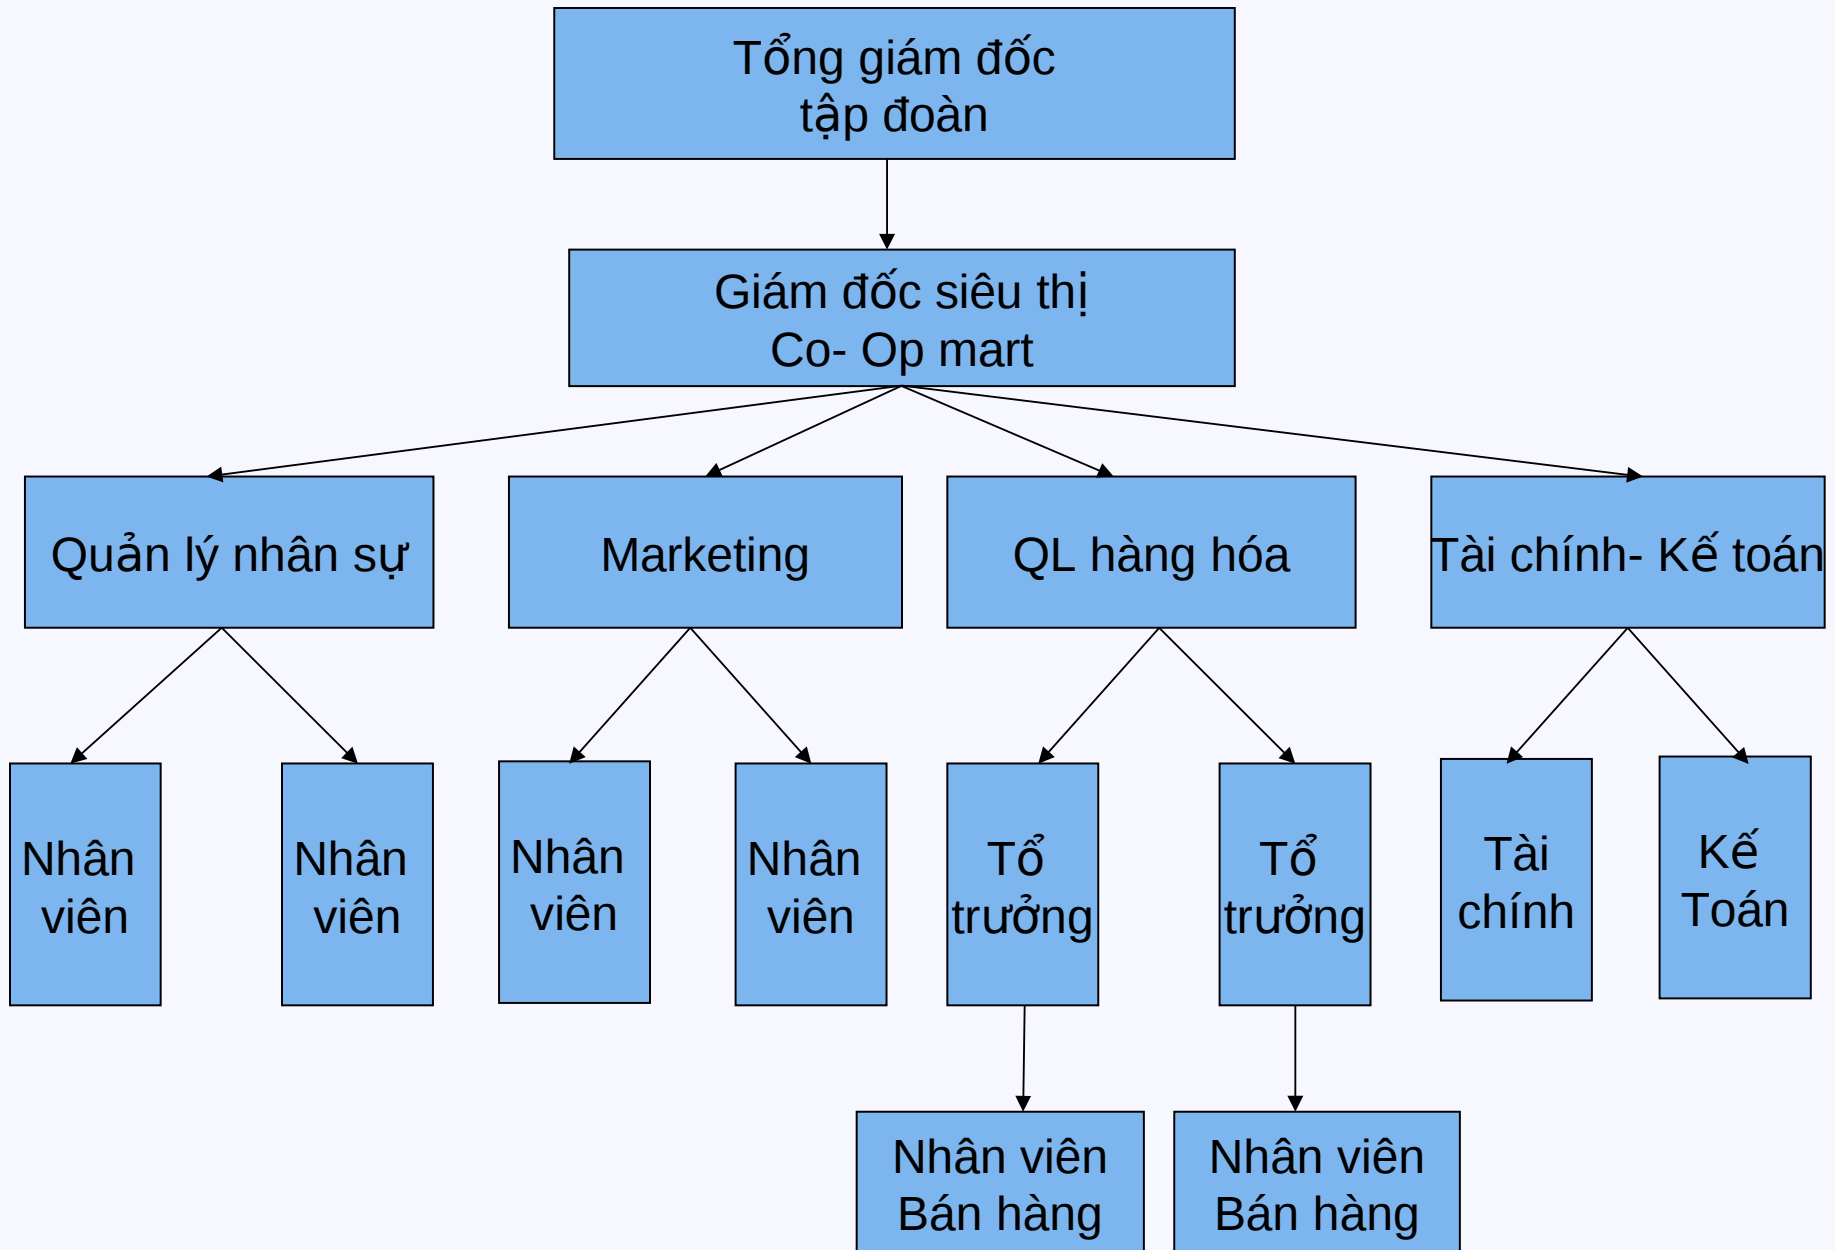 Tổng giám đốc
tập đoàn
Giám đốc siêu thị
Co- Op mart
Quản lý nhân sự
Marketing
QL hàng hóa
Tài chính- Kế toán
Nhân
viên
Nhân
viên
Nhân
viên
Nhân
viên
Tổ
trưởng
Tổ
trưởng
Tài
chính
Kế
Toán
Nhân viên
Bán hàng
Nhân viên
Bán hàng